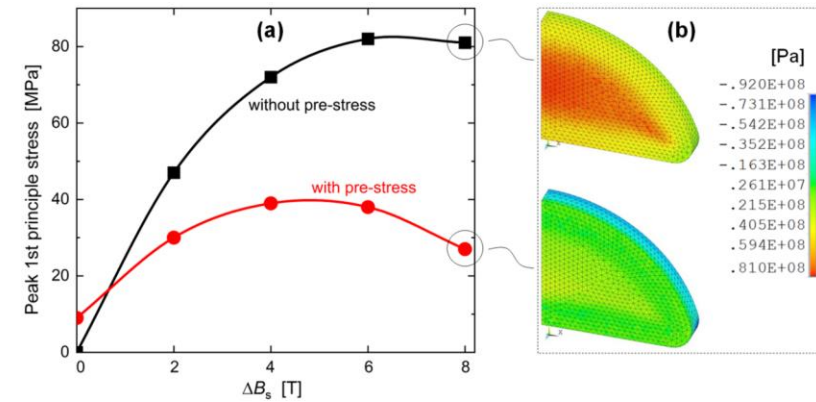 (a)
Peak 1st principle stress [MPa]
80
60
40
20
0
without pre-stress
with pre-stress
0 2 4 6 8
ΔBs [T]
(b)
[Pa]
-.920E+08
-.731E+08
-.542E+08
-.352E+08
-.163E+08
.261E+07
.215E+08
.405E+08
.594E+08
.810E+08